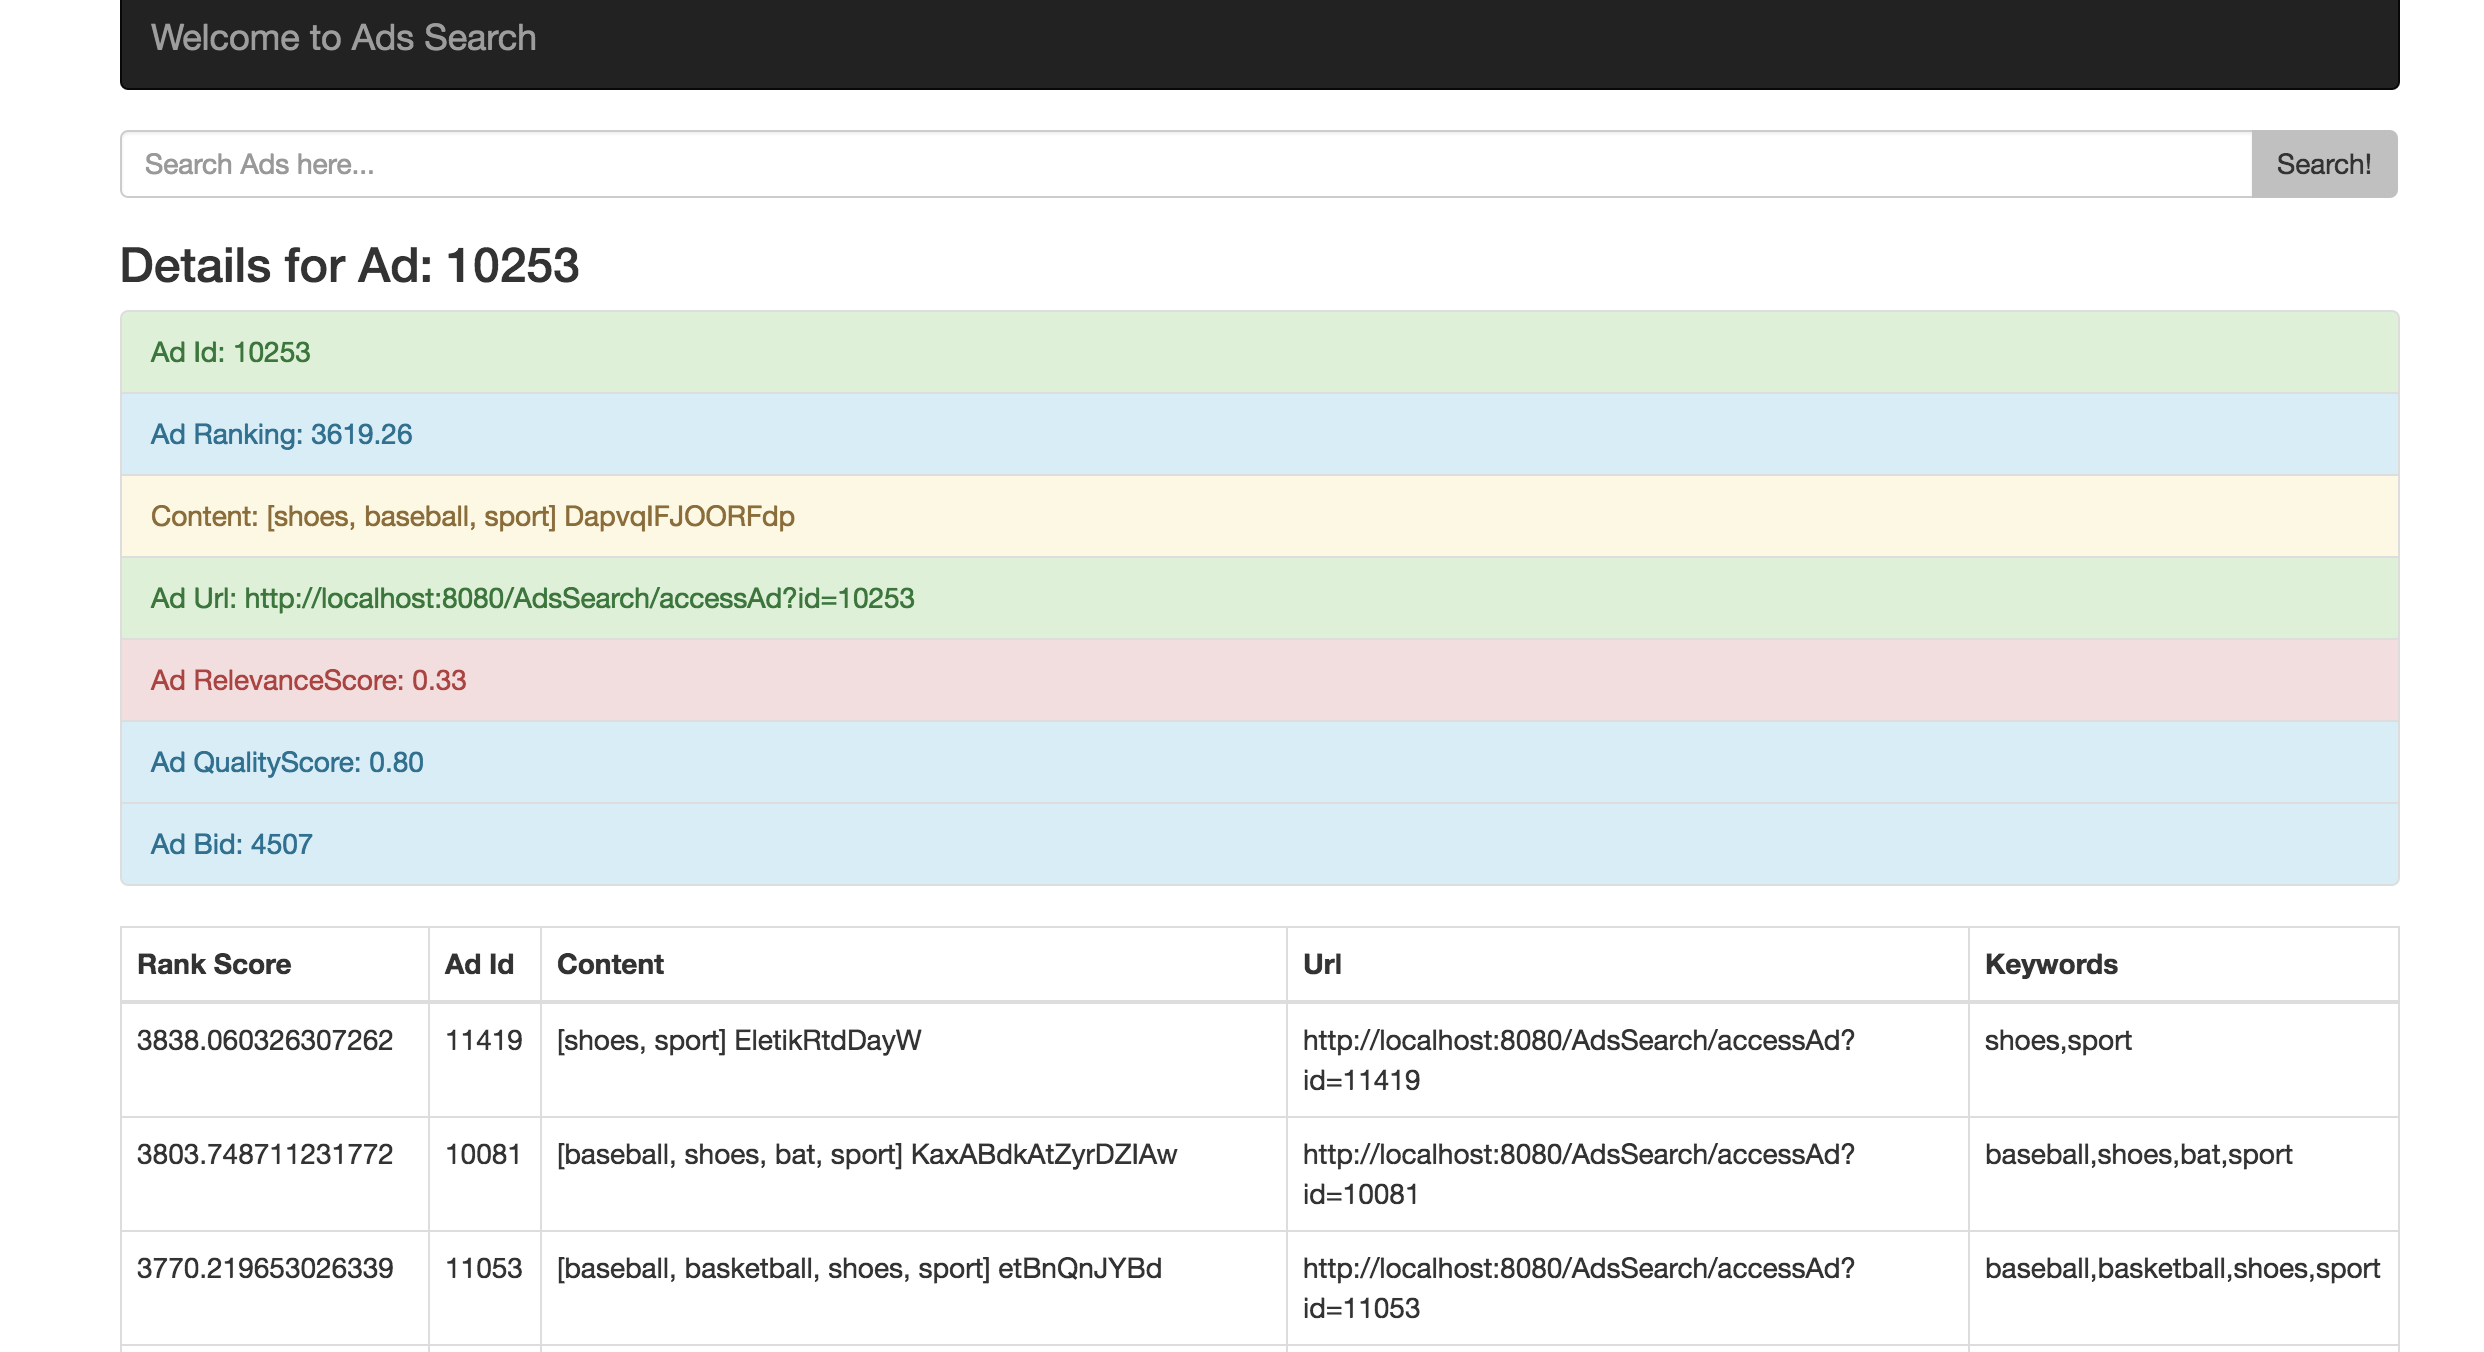 Welcome to Ads Search
Search Ads here...
Search!
Details for Ad: 10253
Ad Id: 10253
Ad Ranking: 3619.26
Content: [shoes, baseball, sport] DapvqIFJOORFdp
Ad Url: http://localhost:8080/AdsSearch/accessAd?id=10253
Ad RelevanceScore: 0.33
Ad QualityScore: 0.80
Ad Bid: 4507
Rank Score Ad Id Content Url Keywords
3838.060326307262 11419 [shoes, sport] EletikRtdDayW http://localhost:8080/AdsSearch/accessAd? shoes,sport
id=11419
3803.748711231772 10081 [baseball, shoes, bat, sport] KaxABdkAtZyrDZIAw http://localhost:8080/AdsSearch/accessAd? baseball,shoes,bat,sport
id=10081
3770.219653026339 11053 [baseball, basketball, shoes, sport] etBnQnJYBd http://localhost:8080/AdsSearch/accessAd? baseball,basketball,shoes,sport
id=11053